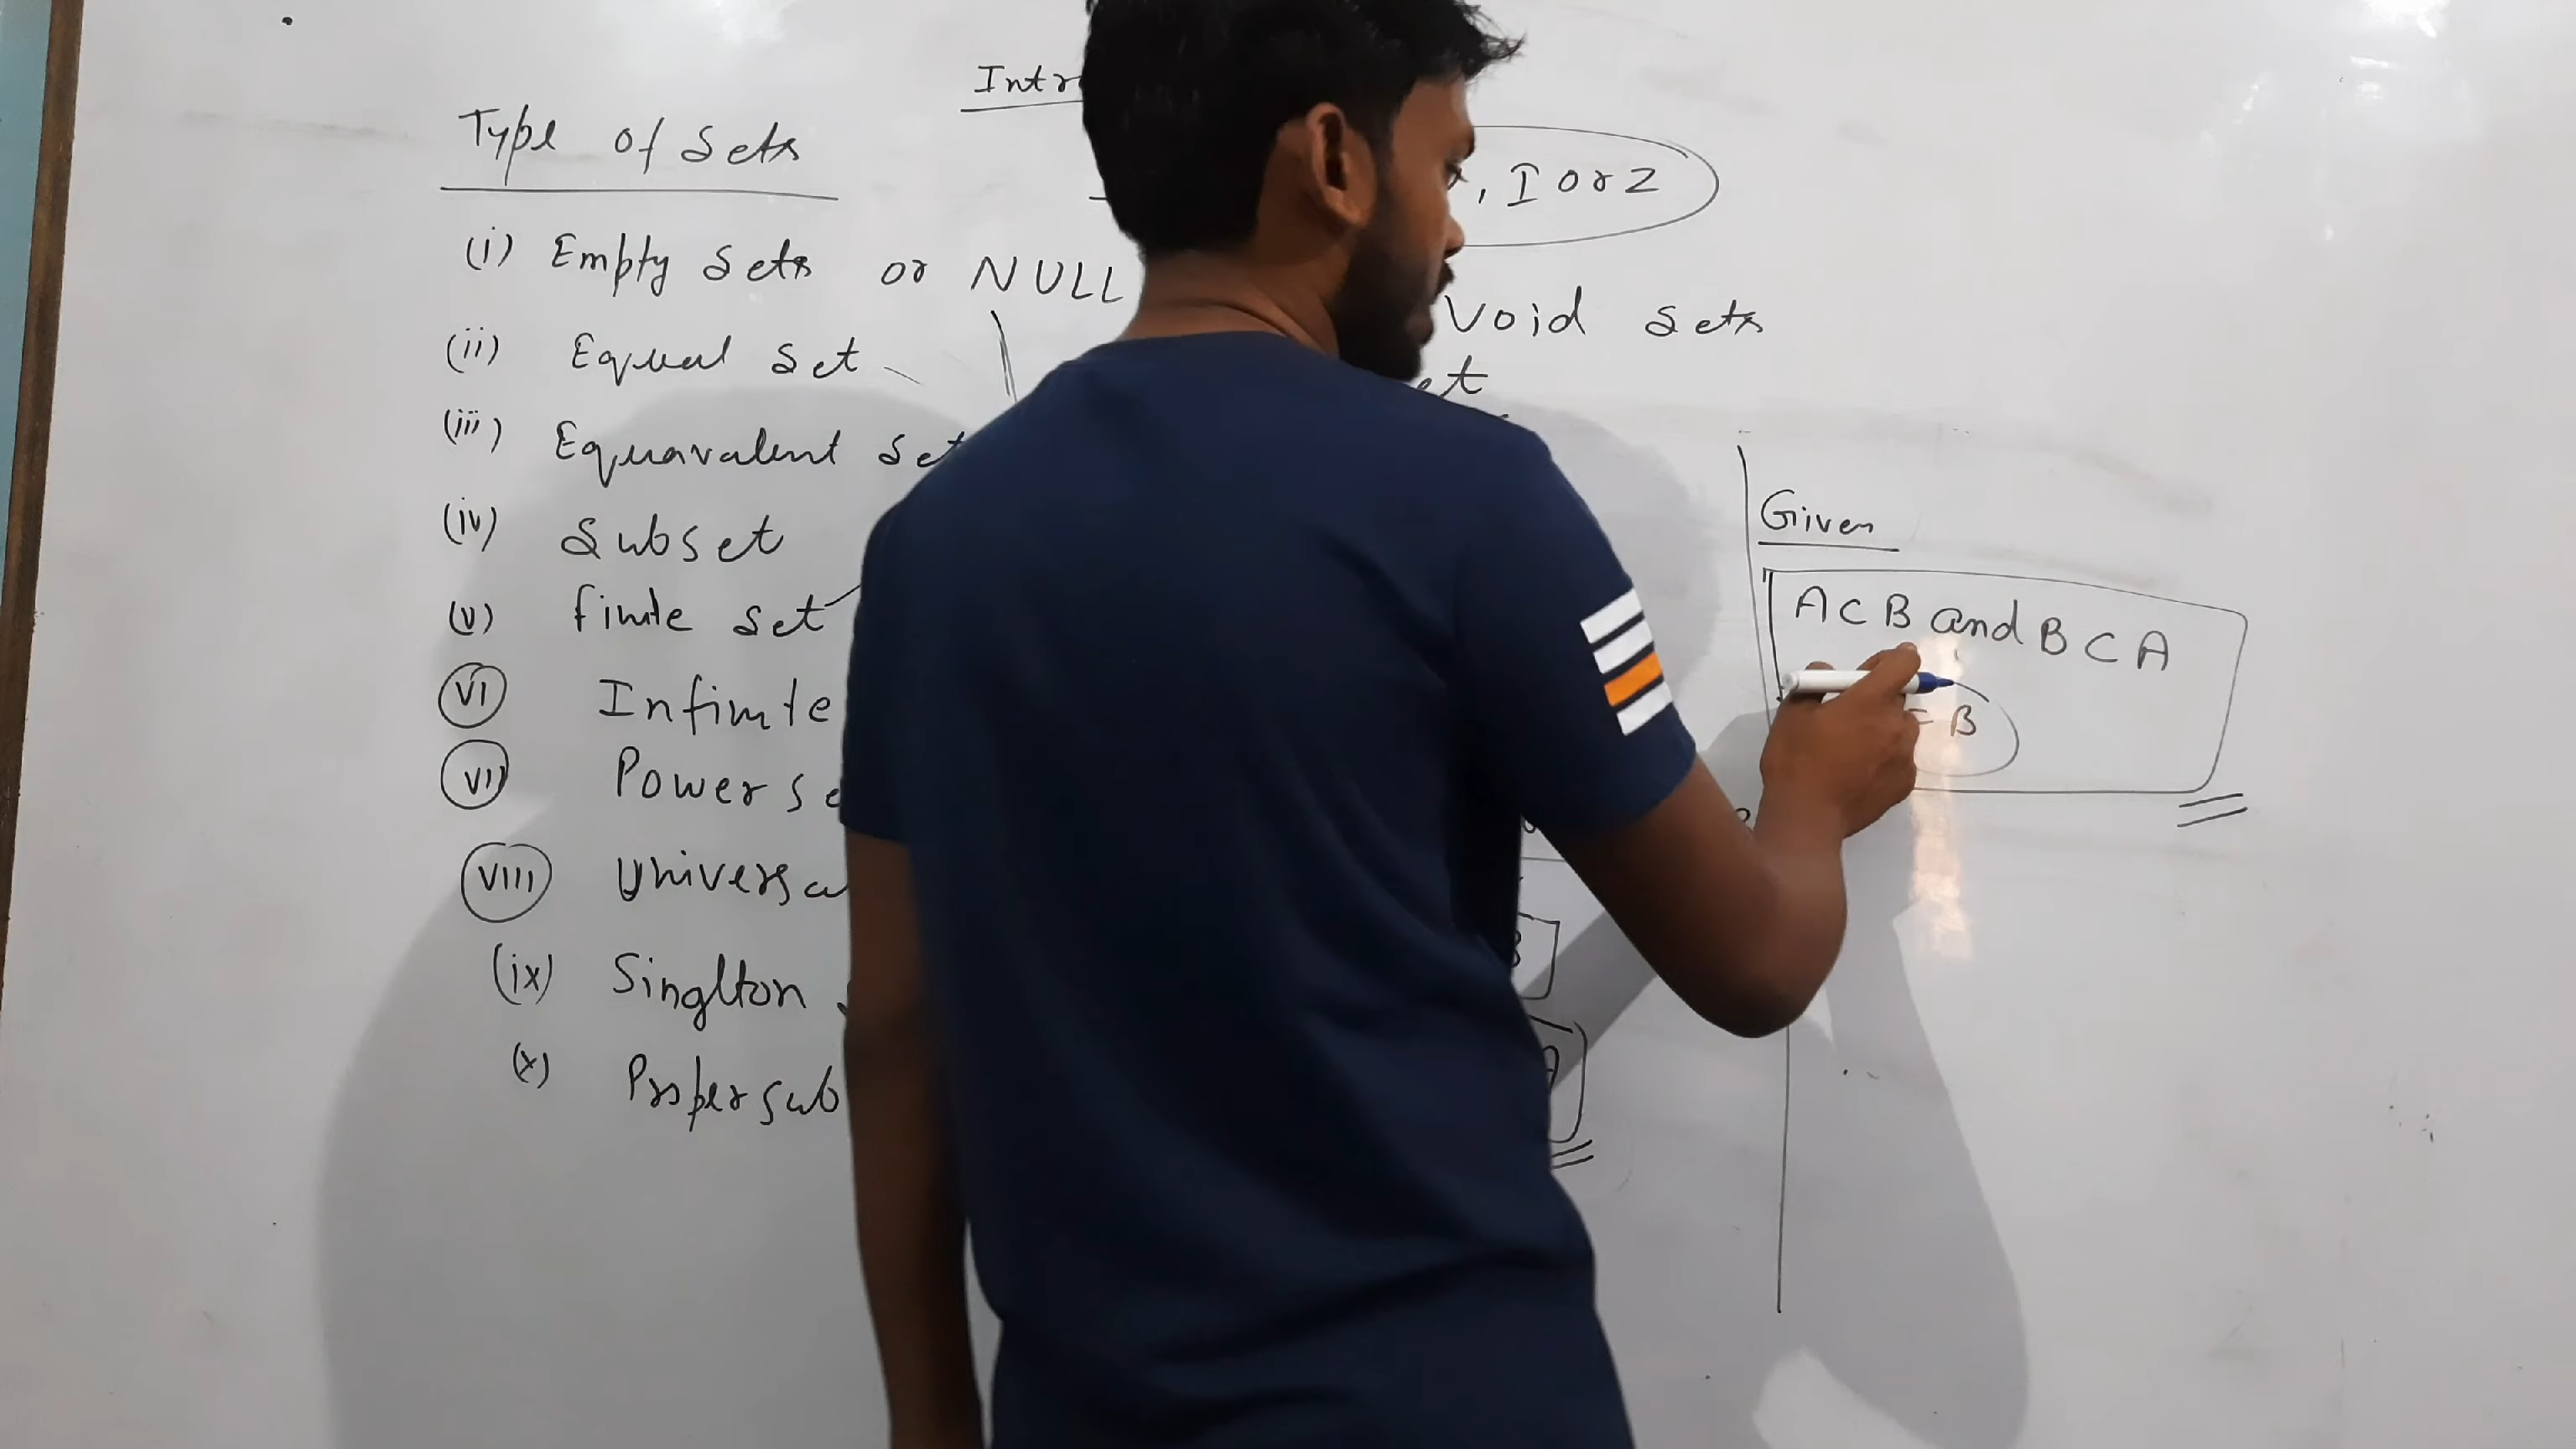 Type of Sets
, I or Z
(i) Empty Sets or NULL Void Sets
(ii) Equal Set
(iii) Equavalent Set
(iv) Subset
(v) finite set
VI Infinite
VII Power se
VIII Universa
(ix) Singlton
(x) Proper sub
Given
A ⊂ B and B ⊂ A
= B